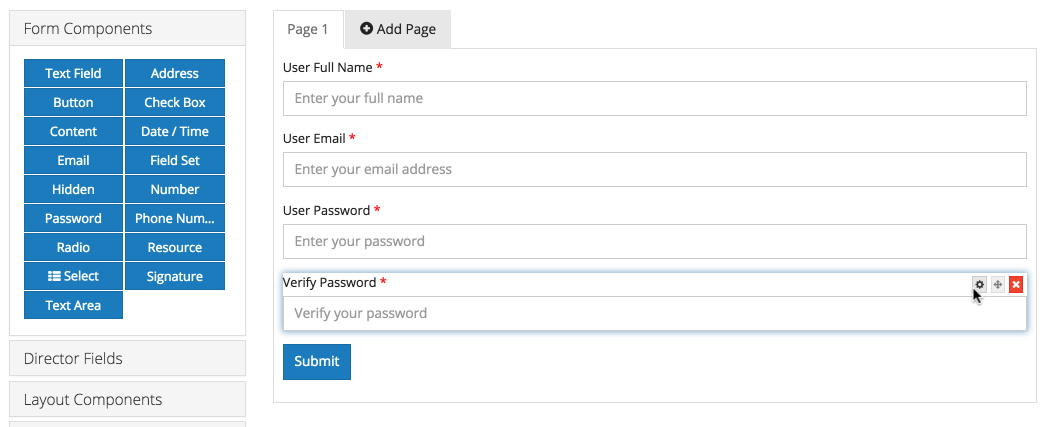 Form Components
Text Field
Address
Button
Check Box
Content
Date / Time
Email
Field Set
Hidden
Number
Password
Phone Num...
Radio
Resource
Select
Signature
Text Area
Director Fields
Layout Components
Page 1
Add Page
User Full Name *
Enter your full name
User Email *
Enter your email address
User Password *
Enter your password
Verify Password *
Verify your password
Submit